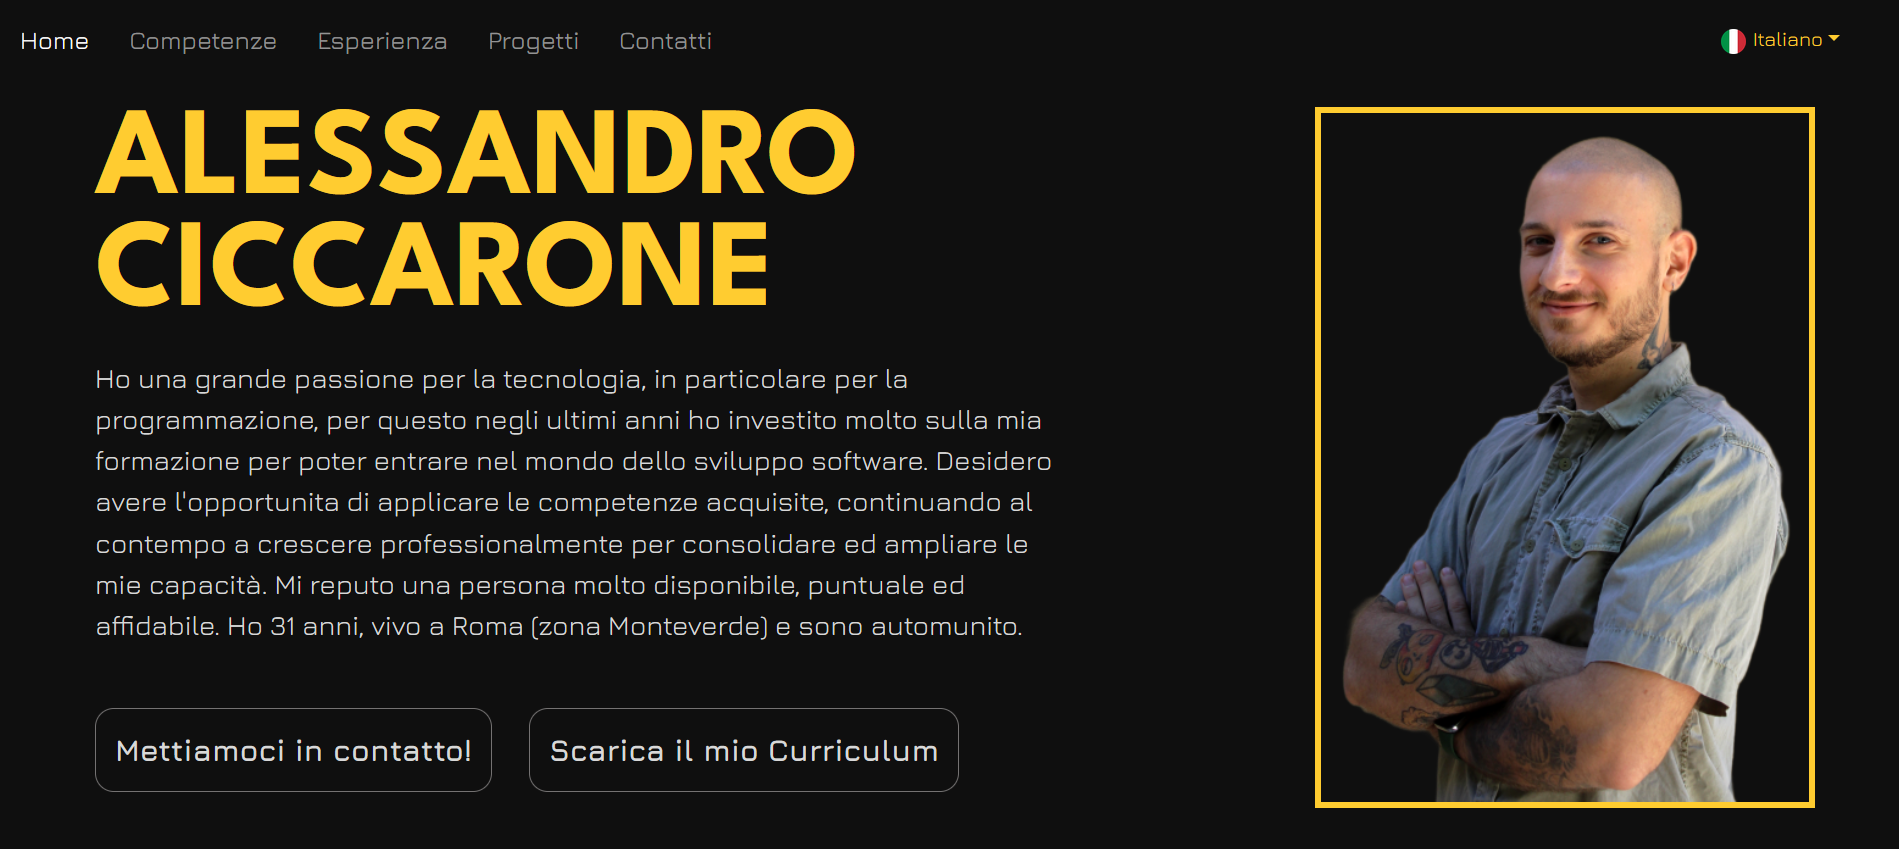 Home Competenze Esperienza Progetti Contatti Italiano
ALESSANDRO
CICCARONE
Ho una grande passione per la tecnologia, in particolare per la
programmazione, per questo negli ultimi anni ho investito molto sulla mia
formazione per poter entrare nel mondo dello sviluppo software. Desidero
avere l'opportunita di applicare le competenze acquisite, continuando al
contempo a crescere professionalmente per consolidare ed ampliare le
mie capacità. Mi reputo una persona molto disponibile, puntuale ed
affidabile. Ho 31 anni, vivo a Roma (zona Monteverde) e sono automunito.
Mettiamoci in contatto! Scarica il mio Curriculum